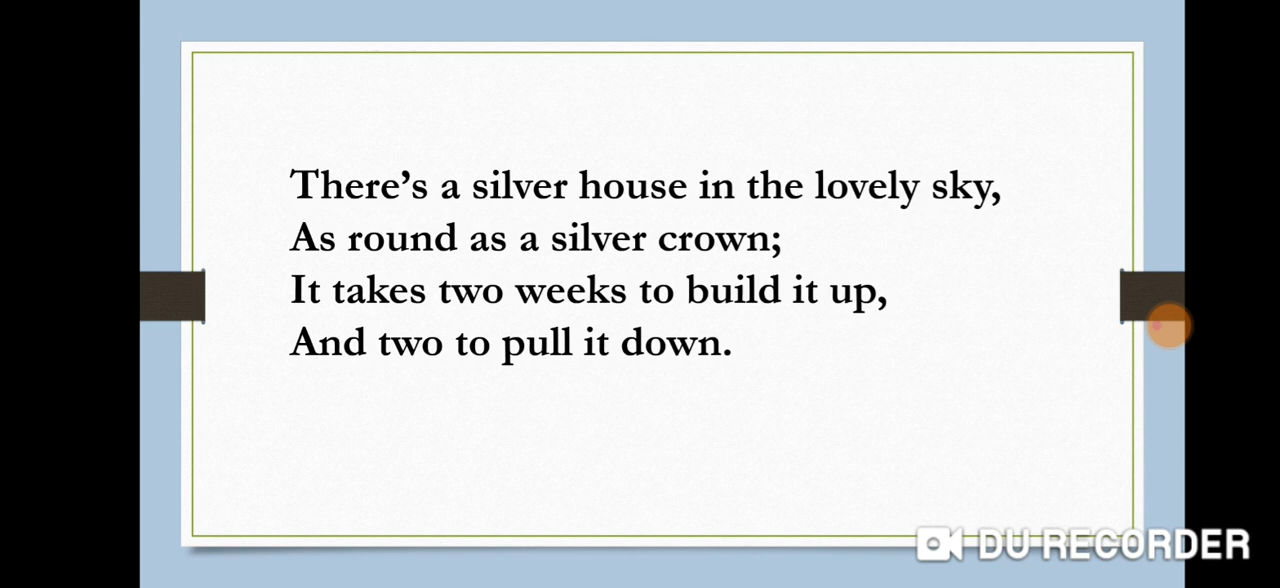 There’s a silver house in the lovely sky,
As round as a silver crown;
It takes two weeks to build it up,
And two to pull it down.
DU RECORDER